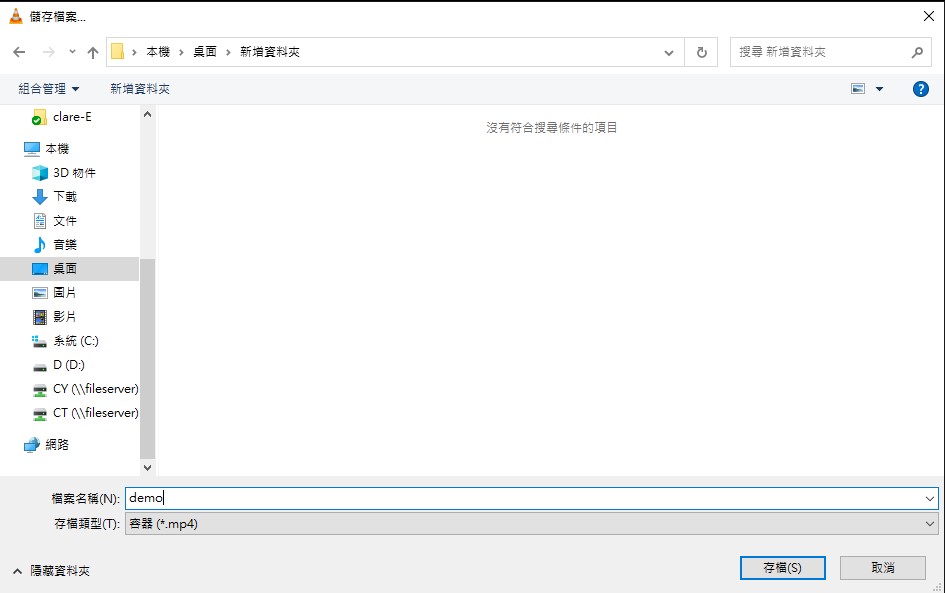 儲存檔案...
本機 › 桌面 › 新增資料夾
搜尋 新增資料夾
組合管理
新增資料夾
?
clare-E
本機
3D 物件
下載
文件
音樂
桌面
圖片
影片
系統 (C:)
D (D:)
CY (\\fileserver)
CT (\\fileserver)
網路
沒有符合搜尋條件的項目
檔案名稱(N): demo
存檔類型(T): 容器 (*.mp4)
隱藏資料夾
存檔(S)
取消